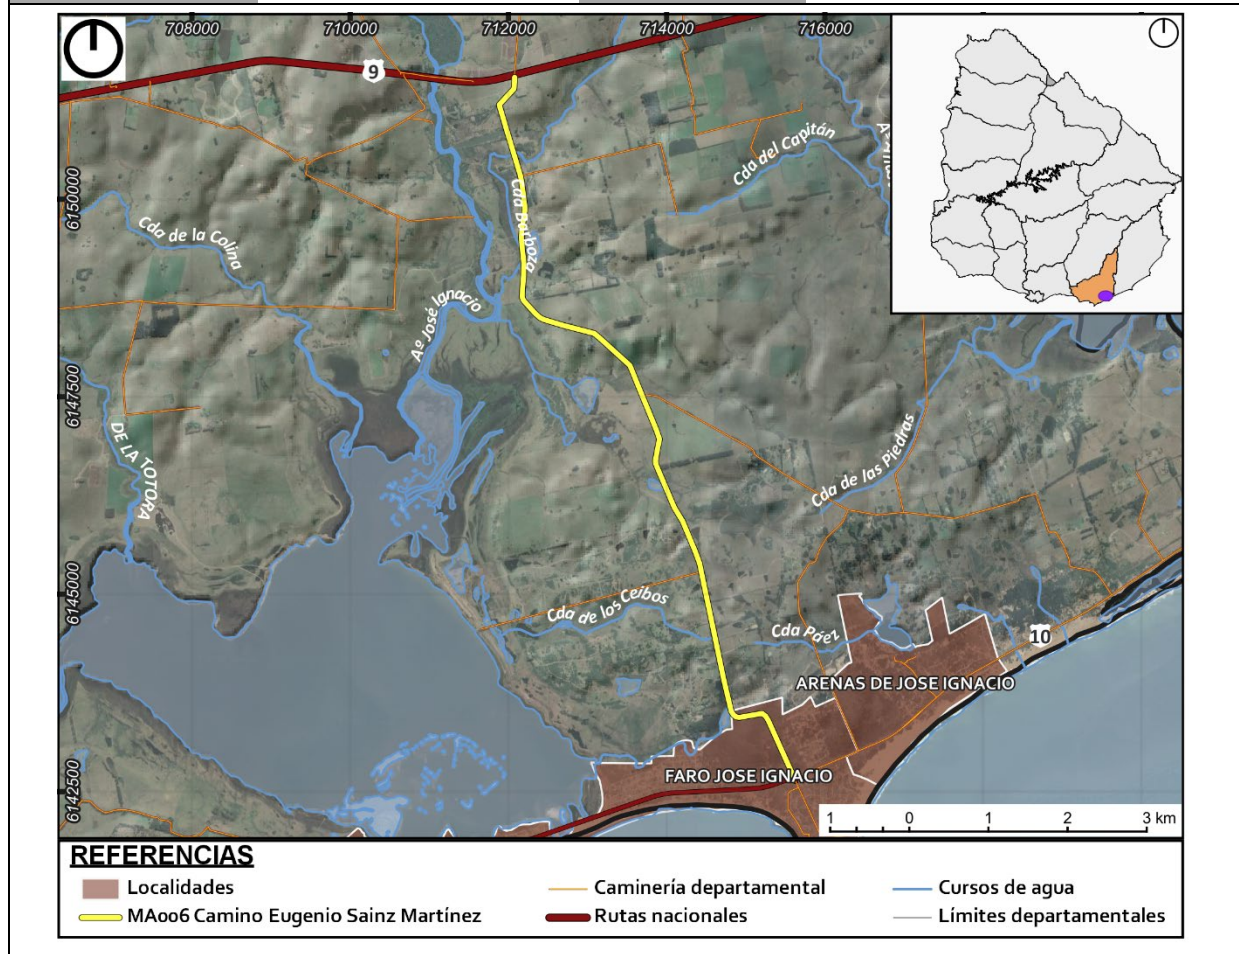 708000
710000
712000
714000
716000
9
6150000
Cda del Capitán
Cda Barboza
Cda de la Colina
Aº José Ignacio
6147500
DE LA TOTORA
Cda de las Piedras
6145000
Cda de los Ceibos
Cda Páez
10
ARENAS DE JOSE IGNACIO
FARO JOSE IGNACIO
6142500
1 0 1 2 3 km
REFERENCIAS
Localidades
Caminería departamental
Cursos de agua
MA006 Camino Eugenio Sainz Martínez
Rutas nacionales
Límites departamentales